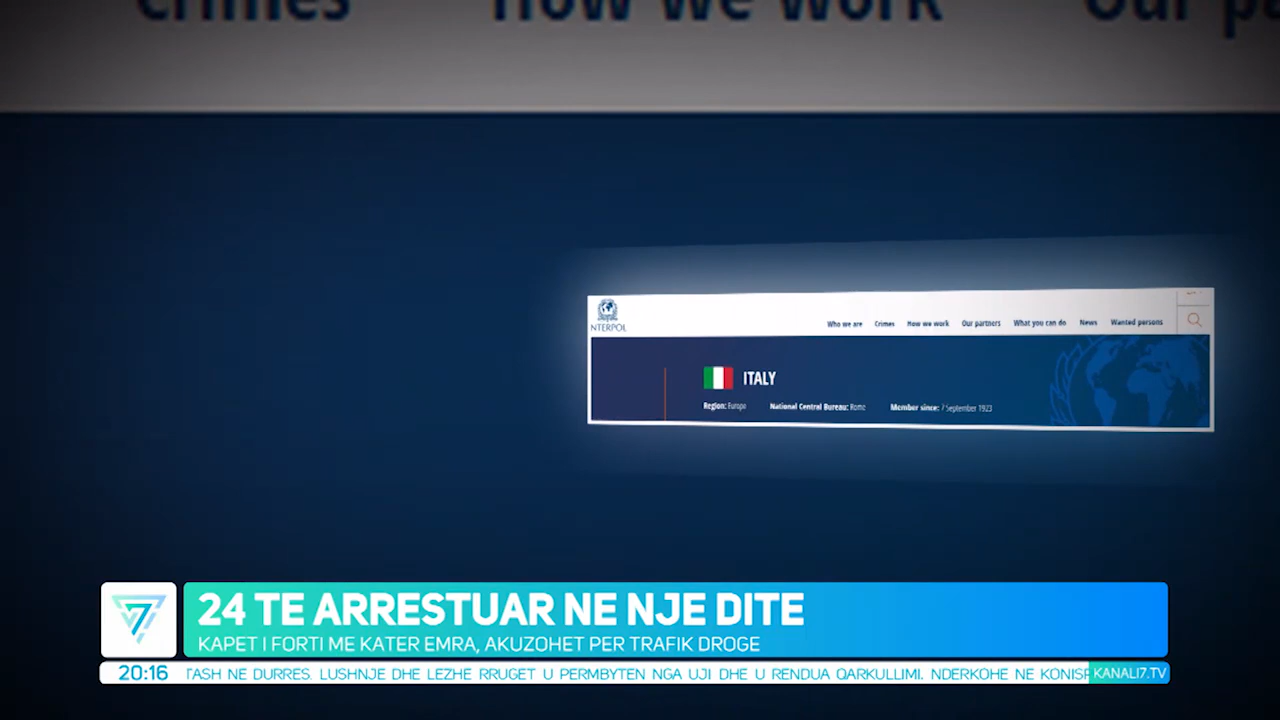 Crimes How we work Our pa
NTERPOL
Who we are Crimes How we work Our partners What you can do News Wanted persons
ITALY
Region: Europe National Central Bureau: Rome Member since: 7 September 1923
7
24 TE ARRESTUAR NE NJE DITE
KAPET I FORTI ME KATER EMRA, AKUZOHET PER TRAFIK DROGE
20:16 TASH NE DURRES. LUSHNJE DHE LEZHE RRUGET U PERMBYTEN NGA UJI DHE U RENDUA QARKULLIMI. NDERKOHE NE KONISP KANALI7.TV